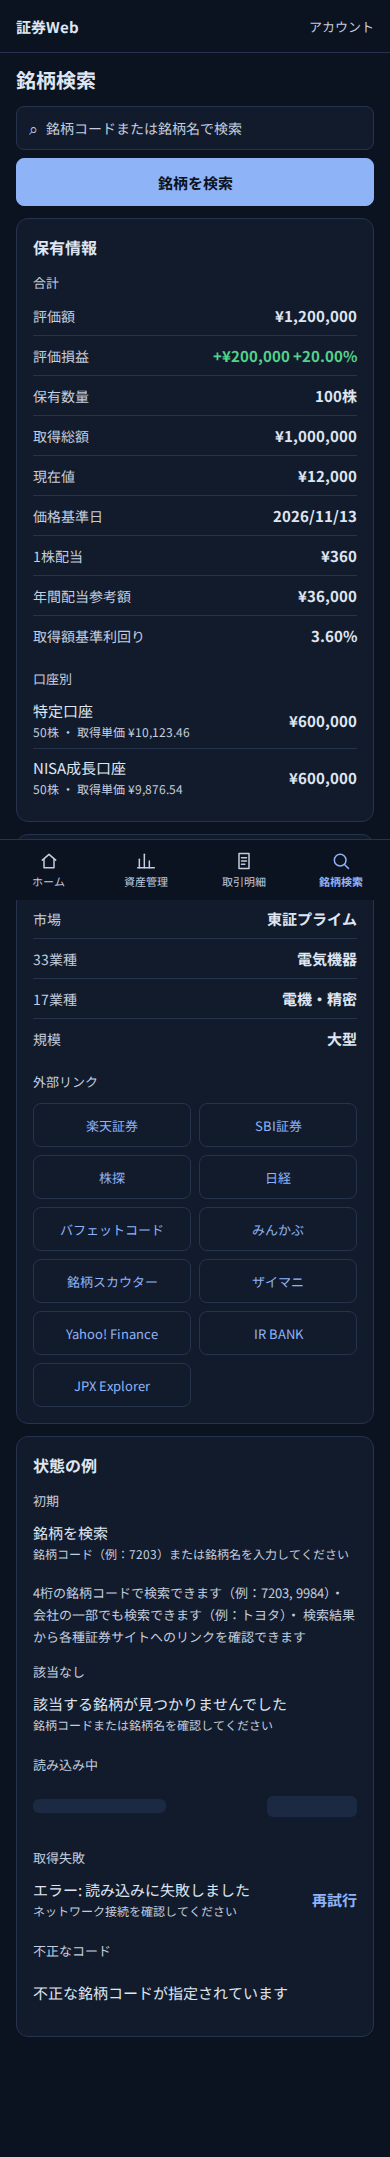 証券Web
アカウント
銘柄検索
銘柄コードまたは銘柄名で検索
銘柄を検索
保有情報
合計
評価額 ¥1,200,000
評価損益 +¥200,000 +20.00%
保有数量 100株
取得総額 ¥1,000,000
現在値 ¥12,000
価格基準日 2026/11/13
1株配当 ¥360
年間配当参考額 ¥36,000
取得額基準利回り 3.60%
口座別
特定口座 ¥600,000
50株 ・ 取得単価 ¥10,123.46
NISA成長口座 ¥600,000
50株 ・ 取得単価 ¥9,876.54
ホーム 資産管理 取引明細 銘柄検索
市場 東証プライム
33業種 電気機器
17業種 電機・精密
規模 大型
外部リンク
楽天証券 SBI証券
株探 日経
バフェットコード みんかぶ
銘柄スカウター ザイマニ
Yahoo! Finance IR BANK
JPX Explorer
状態の例
初期
銘柄を検索
銘柄コード（例：7203）または銘柄名を入力してください
4桁の銘柄コードで検索できます（例：7203, 9984）・
会社の一部でも検索できます（例：トヨタ）・ 検索結果
から各種証券サイトへのリンクを確認できます
該当なし
該当する銘柄が見つかりませんでした
銘柄コードまたは銘柄名を確認してください
読み込み中
取得失敗
エラー: 読み込みに失敗しました 再試行
ネットワーク接続を確認してください
不正なコード
不正な銘柄コードが指定されています